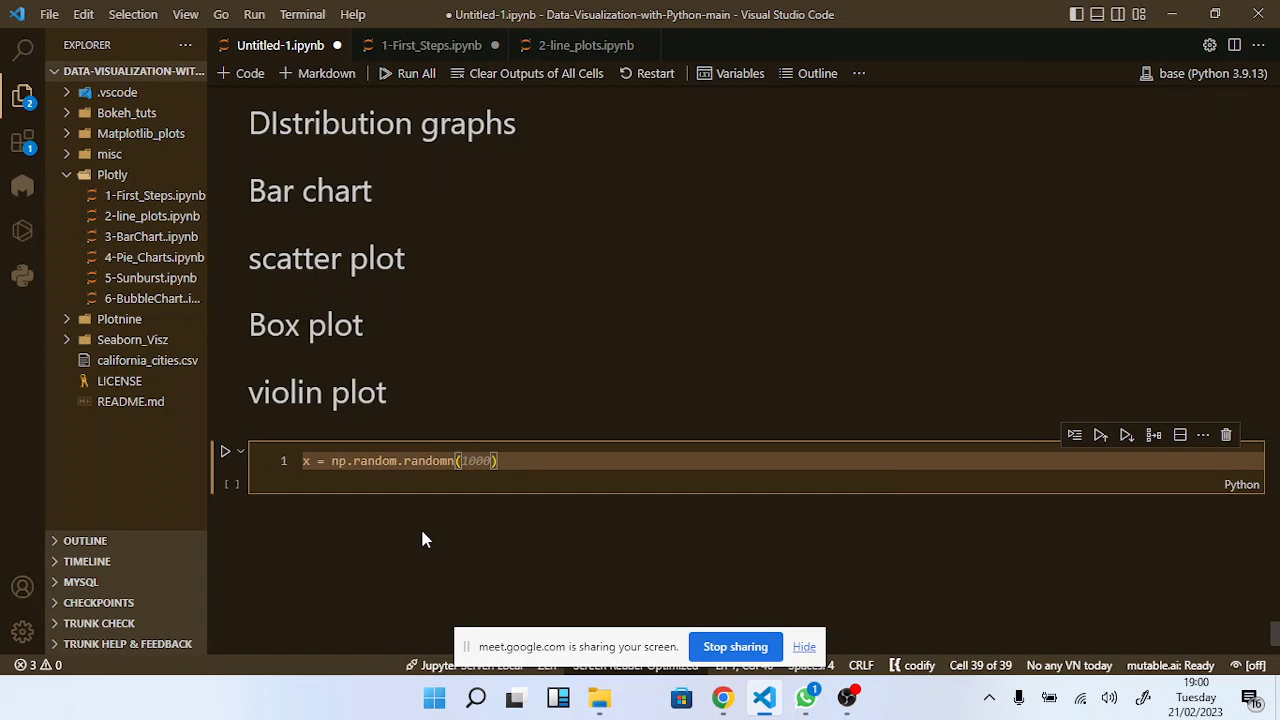 File Edit Selection View Go Run Terminal Help
● Untitled-1.ipynb - Data-Visualization-with-Python-main - Visual Studio Code
EXPLORER
Untitled-1.ipynb
1-First_Steps.ipynb
2-line_plots.ipynb
DATA-VISUALIZATION-WIT...
Code
Markdown
Run All
Clear Outputs of All Cells
Restart
Variables
Outline
base (Python 3.9.13)
.vscode
Bokeh_tuts
Matplotlib_plots
misc
Plotly
1-First_Steps.ipynb
2-line_plots.ipynb
3-BarChart..ipynb
4-Pie_Charts.ipynb
5-Sunburst.ipynb
6-BubbleChart..i...
Plotnine
Seaborn_Visz
california_cities.csv
LICENSE
README.md
2
1
DIstribution graphs
Bar chart
scatter plot
Box plot
violin plot
1 x = np.random.randomn(1000)
[ ]
Python
OUTLINE
TIMELINE
MYSQL
CHECKPOINTS
TRUNK CHECK
TRUNK HELP & FEEDBACK
meet.google.com is sharing your screen.
Stop sharing
Hide
3 0
CRLF
codify
Cell 39 of 39
No any VN today
mutable.ai: Ready
[off]
1
19:00
Tuesday
21/02/2023
16